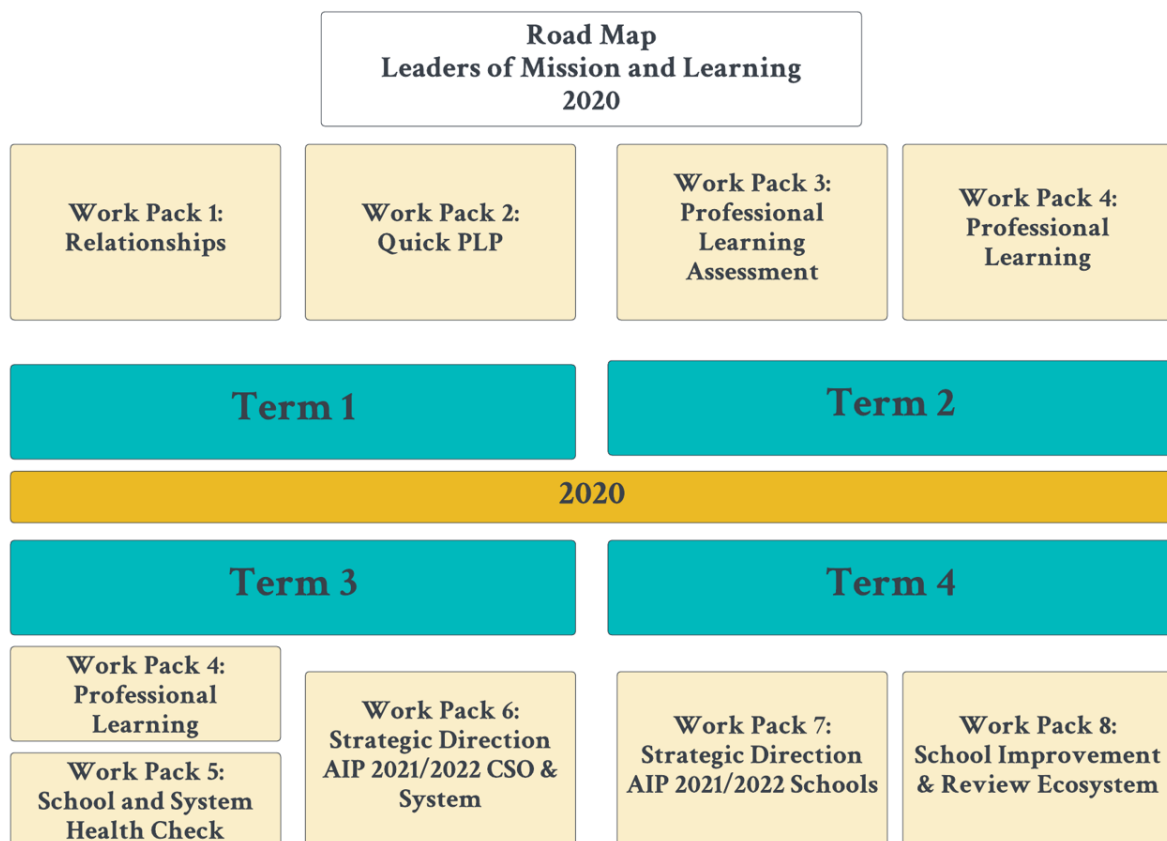 Road Map
Leaders of Mission and Learning
2020
Work Pack 1:
Relationships
Work Pack 2:
Quick PLP
Work Pack 3:
Professional
Learning
Assessment
Work Pack 4:
Professional
Learning
Term 1
Term 2
2020
Term 3
Term 4
Work Pack 4:
Professional
Learning
Work Pack 5:
School and System
Health Check
Work Pack 6:
Strategic Direction
AIP 2021/2022 CSO &
System
Work Pack 7:
Strategic Direction
AIP 2021/2022 Schools
Work Pack 8:
School Improvement
& Review Ecosystem